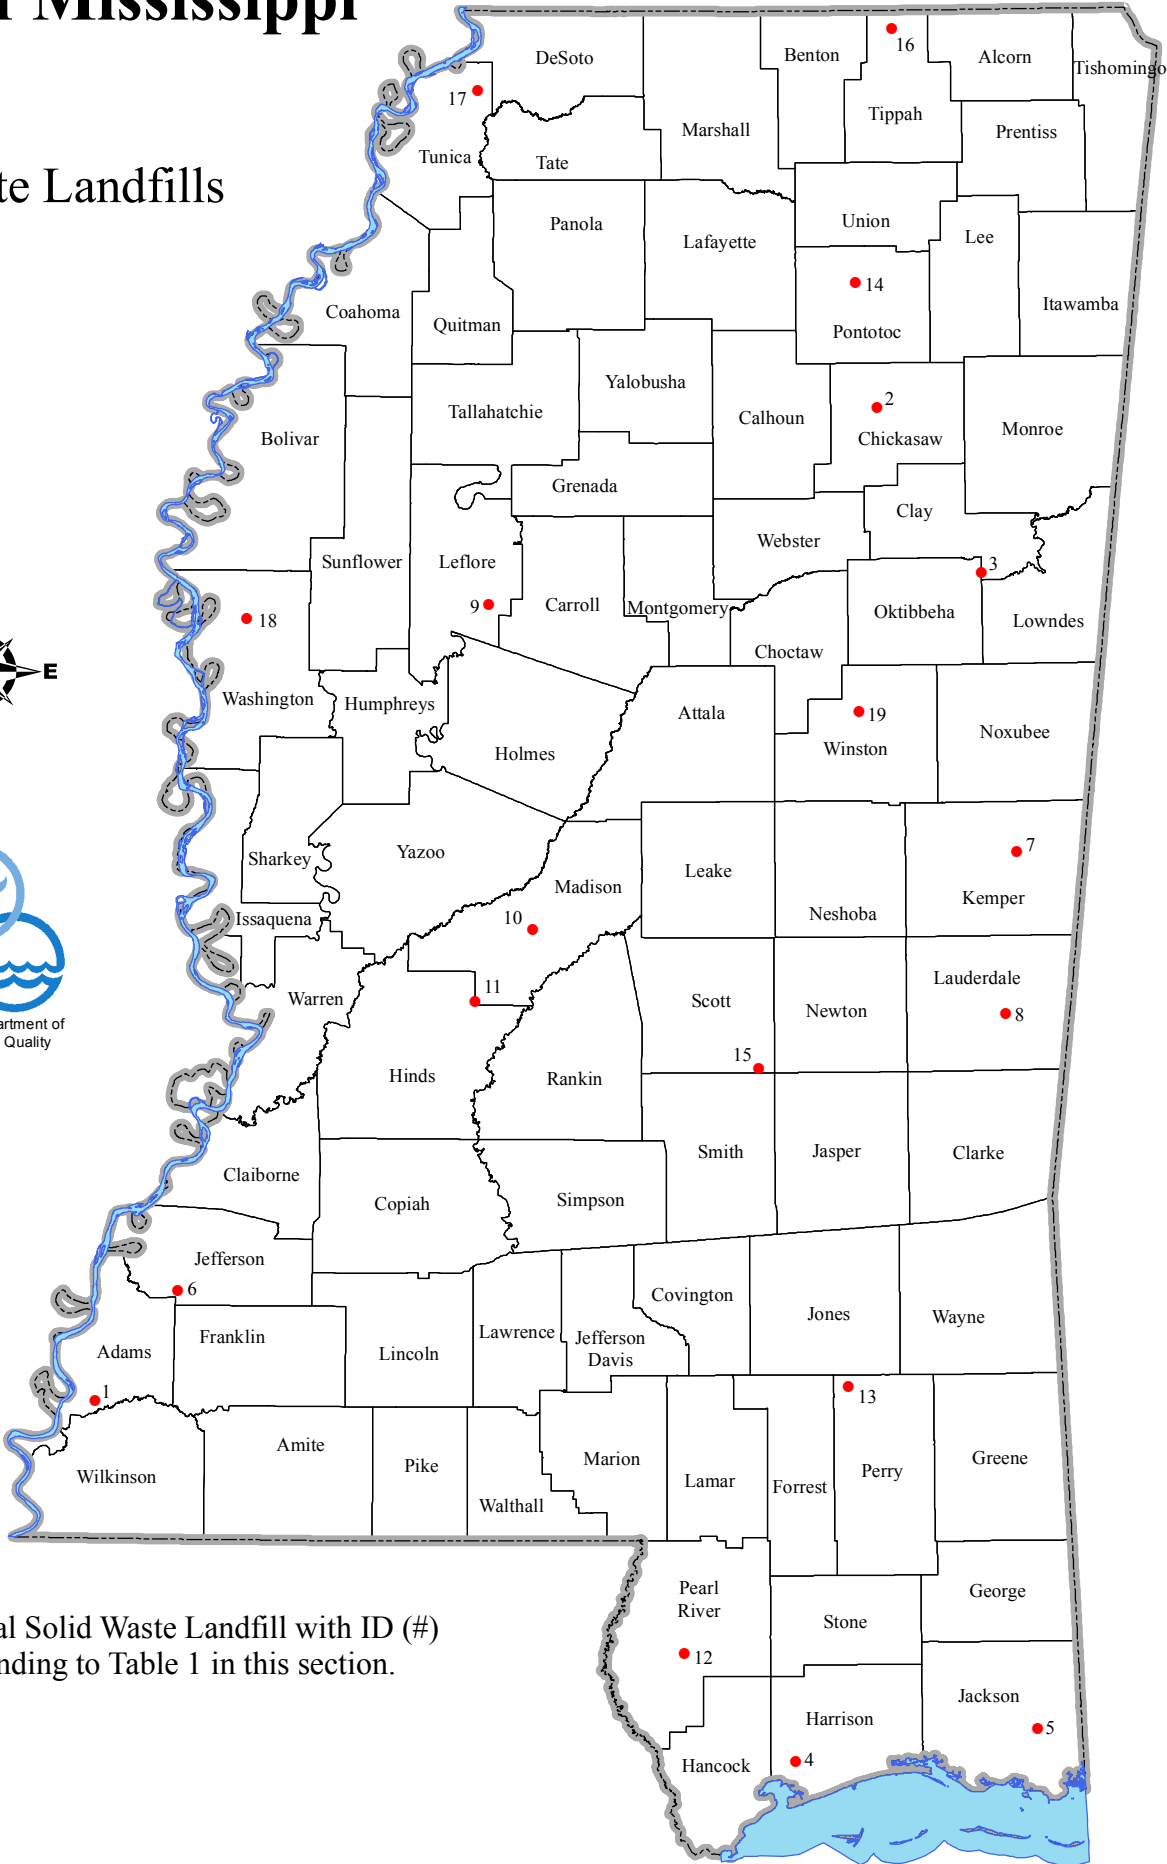 Mississippi
DeSoto
Benton
16
Alcorn
Tishomingo
17
Tippah
Marshall
Prentiss
Tunica
Tate
te Landfills
Panola
Union
Lafayette
Lee
14
Coahoma
Quitman
Itawamba
Pontotoc
Yalobusha
2
Tallahatchie
Calhoun
Bolivar
Chickasaw
Monroe
Grenada
Clay
Webster
Sunflower
Leflore
3
9
Carroll
Montgomery
Oktibbeha
18
Lowndes
Choctaw
E
Washington
Humphreys
Attala
19
Winston
Noxubee
Holmes
7
Yazoo
Sharkey
Leake
Madison
Kemper
Neshoba
10
Issaquena
Lauderdale
11
Warren
Scott
Newton
8
artment of
Quality
15
Hinds
Rankin
Smith
Jasper
Clarke
Claiborne
Copiah
Simpson
Jefferson
6
Covington
Jones
Wayne
Franklin
Lawrence
Jefferson
Davis
Adams
Lincoln
1
13
Amite
Marion
Greene
Wilkinson
Pike
Lamar
Perry
Forrest
Walthall
Pearl
River
George
al Solid Waste Landfill with ID (#)
Stone
nding to Table 1 in this section.
12
Jackson
Harrison
5
Hancock
4